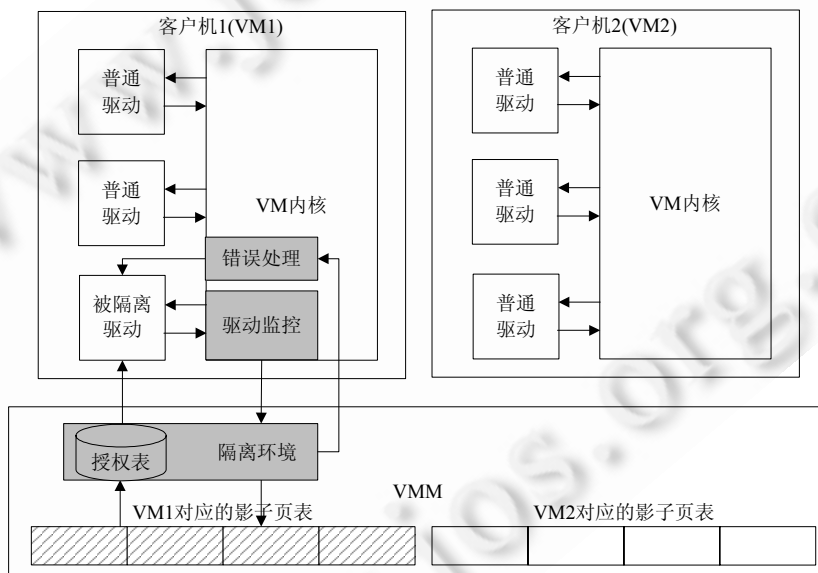 客户机1(VM1)
普通
驱动
普通
驱动
VM内核
错误处理
被隔离
驱动
驱动监控
客户机2(VM2)
普通
驱动
普通
驱动
VM内核
普通
驱动
授权表
隔离环境
VMM
VM1对应的影子页表
VM2对应的影子页表